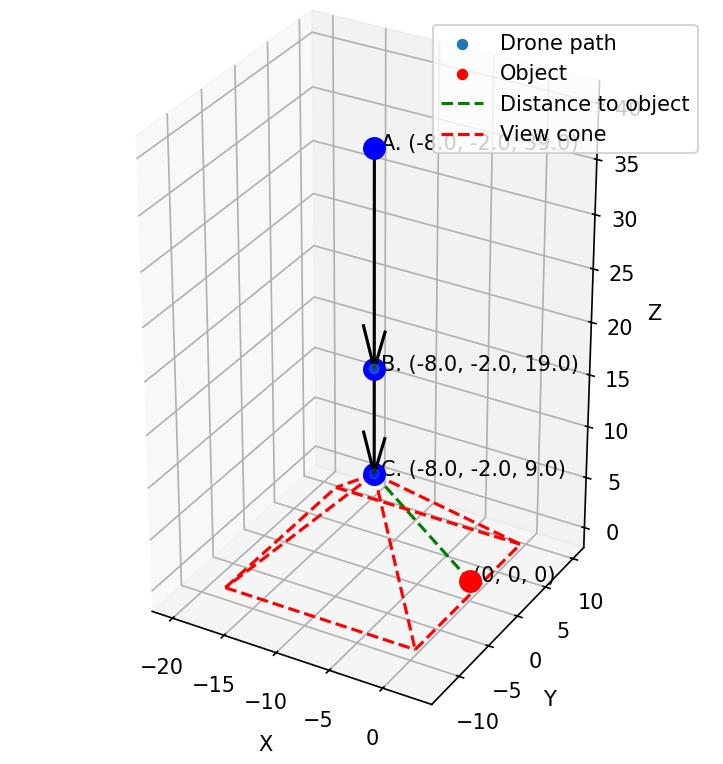 Drone path
Object
Distance to object
View cone
40
A. (-8.0, -2.0, 39.0)
35
30
25
Z
20
B. (-8.0, -2.0, 19.0)
15
10
C. (-8.0, -2.0, 9.0)
5
0
(0, 0, 0)
10
5
0
−5
Y
−10
−20
−15
−10
−5
0
X